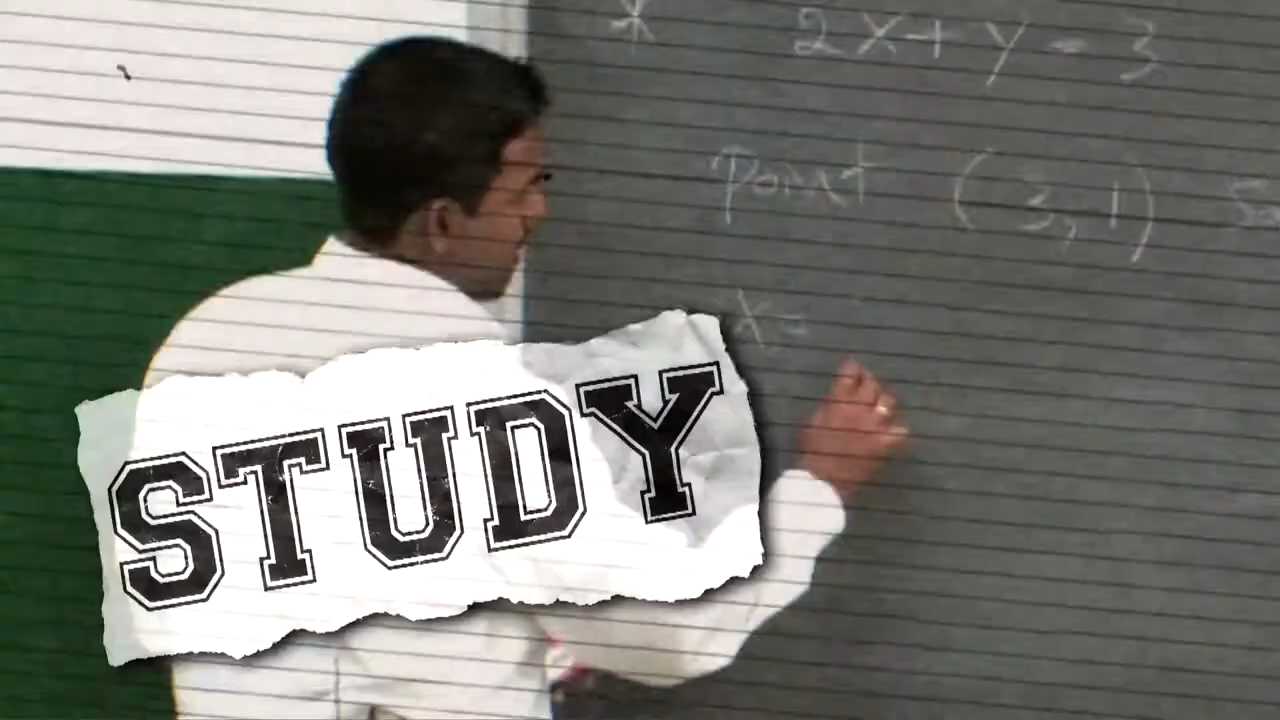 * 2x+y=3
Point (3,1)
x=
STUDY